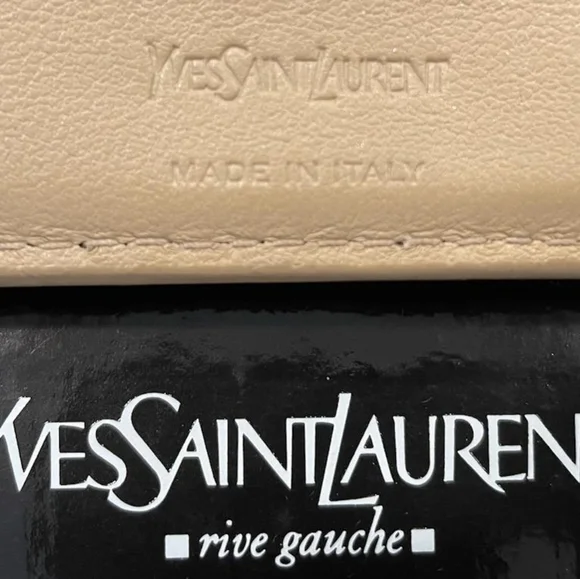 YVESSAINTLAURENT
MADE IN ITALY
YVESSAINTLAUREN
▪ rive gauche ▪